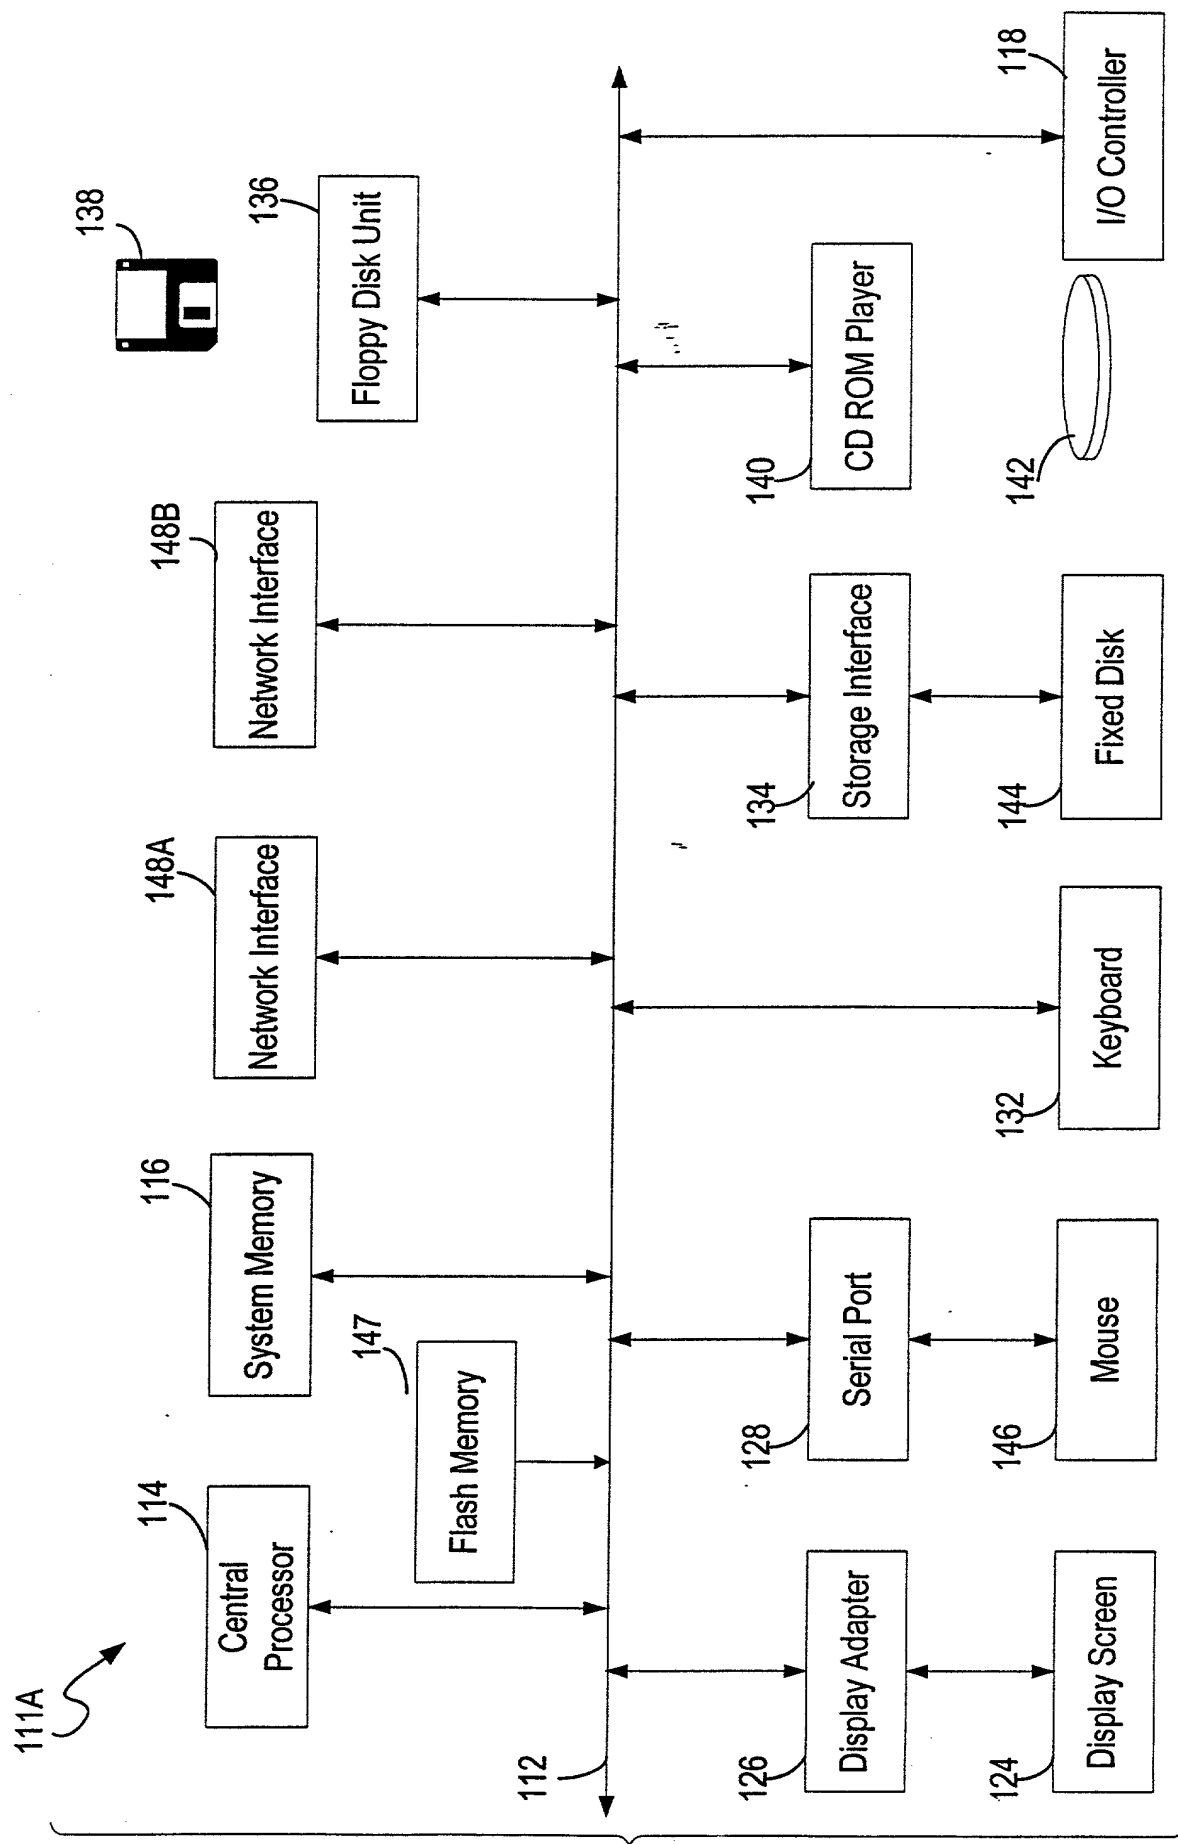 111A
114
Central
Processor
116
System Memory
148A
Network Interface
148B
Network Interface
138
147
Flash Memory
136
Floppy Disk Unit
112
126
Display Adapter
128
Serial Port
134
Storage Interface
140
CD ROM Player
124
Display Screen
146
Mouse
132
Keyboard
144
Fixed Disk
142
118
I/O Controller